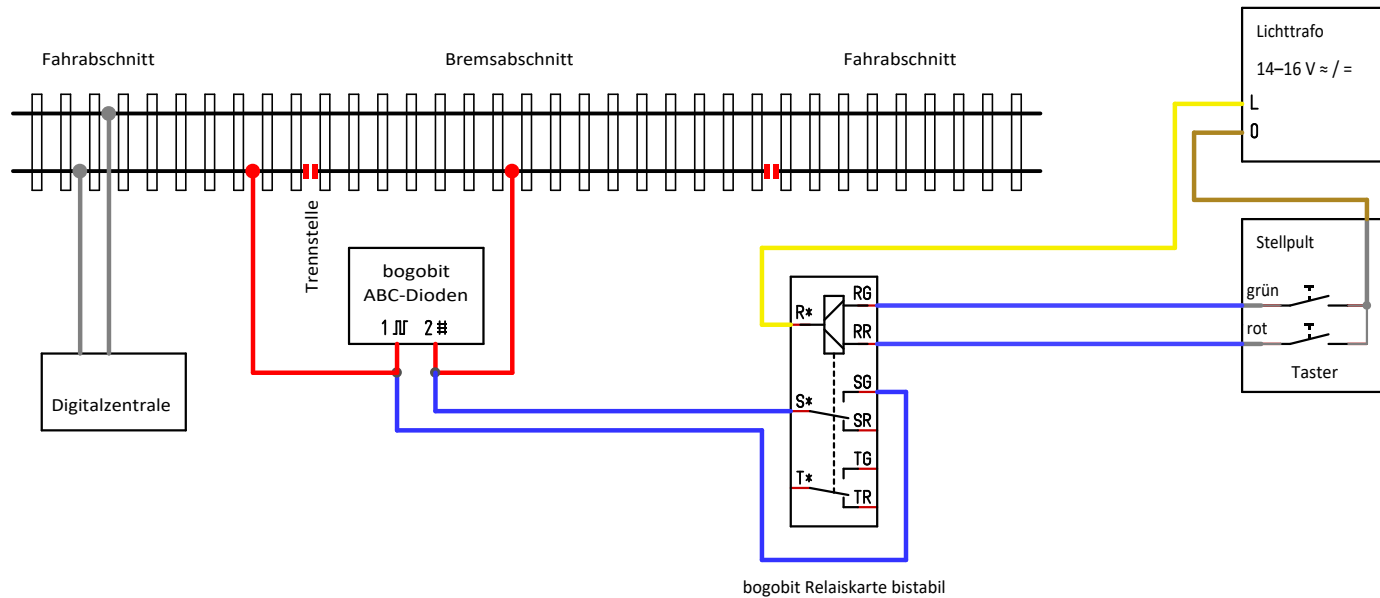 Fahrabschnitt
Bremsabschnitt
Fahrabschnitt
Lichttrafo
14–16 V ≈ / =
L
0
Trennstelle
bogobit
ABC-Dioden
1 2 #
Digitalzentrale
Stellpult
grün
rot
Taster
R* RG
RR
S* SG
SR
T* TG
TR
bogobit Relaiskarte bistabil